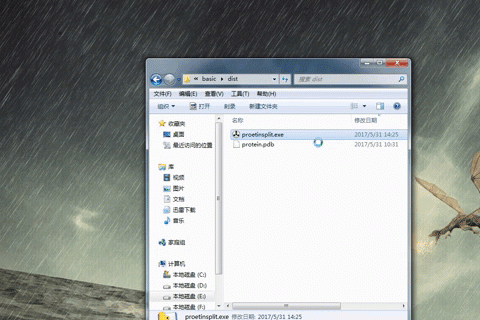 « basic ▸ dist
搜索 dist
文件(F) 编辑(E) 查看(V) 工具(T) 帮助(H)
组织 打开 刻录 新建文件夹
收藏夹
桌面
最近访问的位置
库
视频
图片
文档
迅雷下载
音乐
家庭组
计算机
本地磁盘 (C:)
本地磁盘 (D:)
本地磁盘 (E:)
本地磁盘 (F:)
名称 修改日期
proetinsplit.exe 2017/5/31 14:25
protein.pdb 2017/5/31 10:31
proetinsplit.exe 修改日期: 2017/5/31 14:25